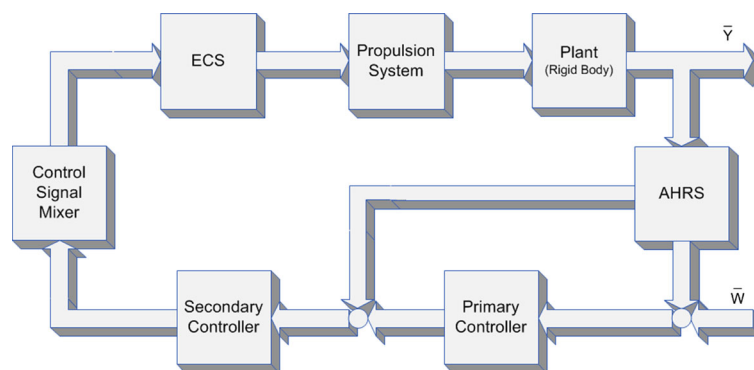 ECS
Propulsion
System
Plant
(Rigid Body)
Y̅
Control
Signal
Mixer
AHRS
Secondary
Controller
Primary
Controller
W̅